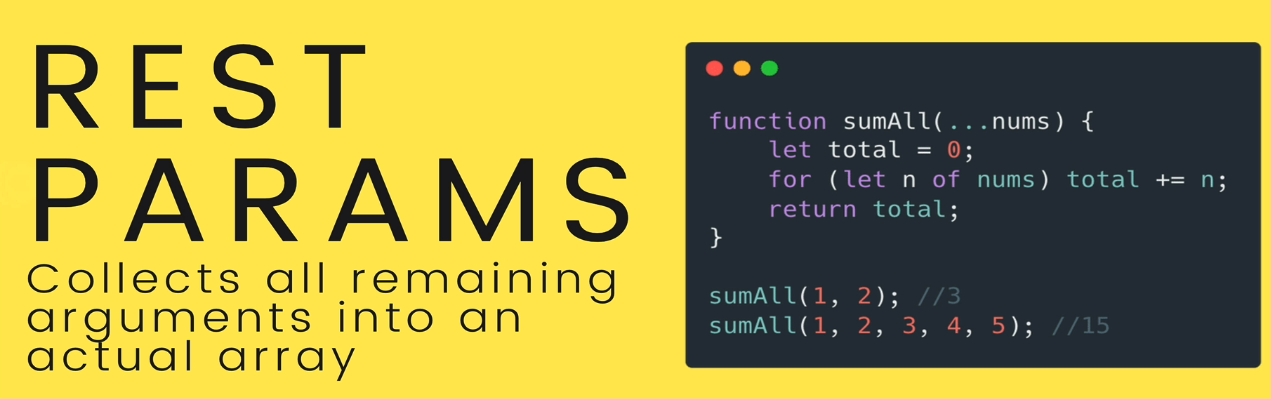 REST
PARAMS
Collects all remaining
arguments into an
actual array
function sumAll(...nums) {
    let total = 0;
    for (let n of nums) total += n;
    return total;
}
sumAll(1, 2); //3
sumAll(1, 2, 3, 4, 5); //15